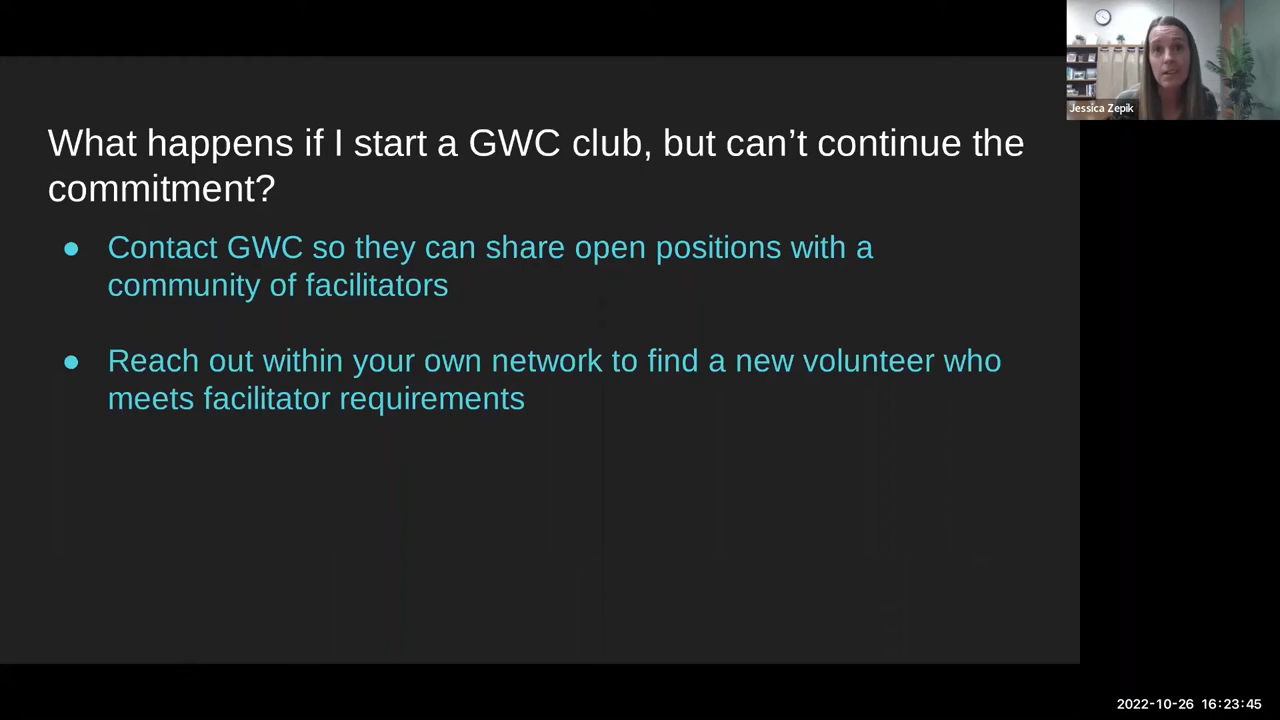 Jessica Zepik
What happens if I start a GWC club, but can’t continue the
commitment?
● Contact GWC so they can share open positions with a
community of facilitators
● Reach out within your own network to find a new volunteer who
meets facilitator requirements
2022-10-26 16:23:45